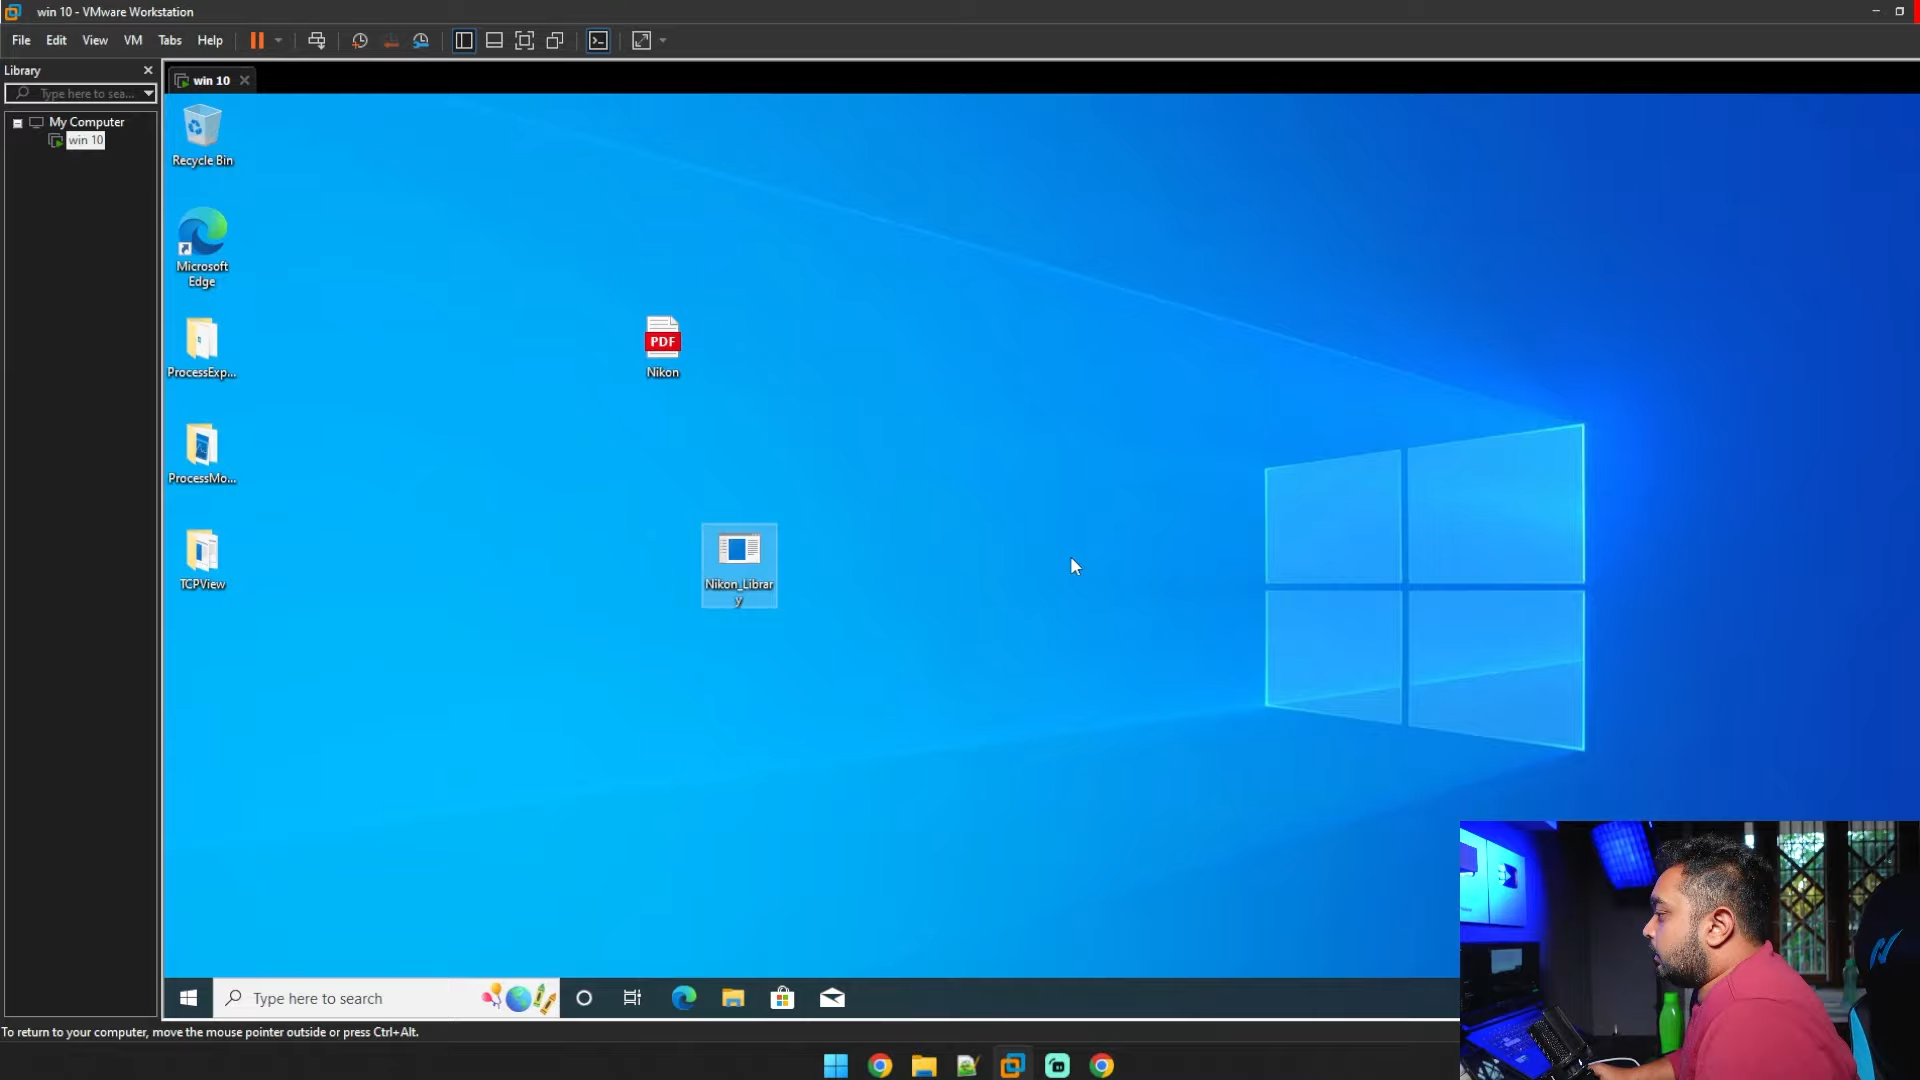 win 10 - VMware Workstation
File Edit View VM Tabs Help
Library
Type here to sea...
My Computer
win 10
win 10
Recycle Bin
Microsoft
Edge
ProcessExp...
ProcessMo...
TCPView
PDF
Nikon
Nikon_Librar
y
Type here to search
To return to your computer, move the mouse pointer outside or press Ctrl+Alt.